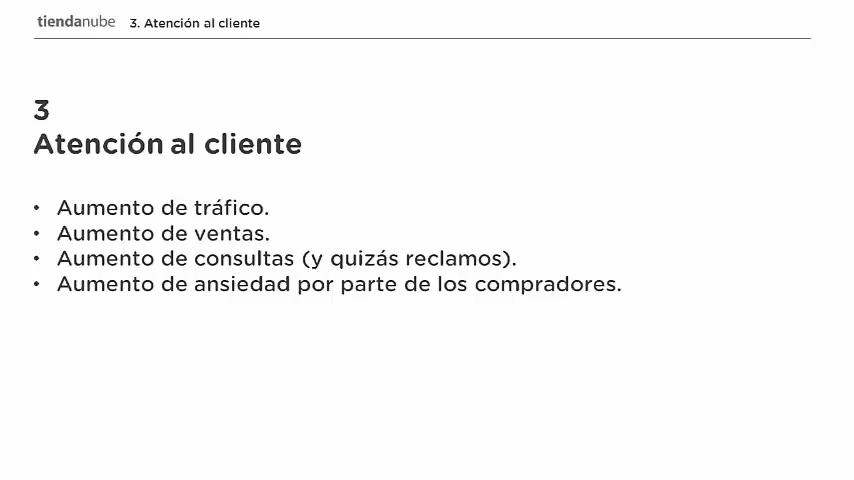 tiendanube 3. Atención al cliente
3
Atención al cliente
• Aumento de tráfico.
• Aumento de ventas.
• Aumento de consultas (y quizás reclamos).
• Aumento de ansiedad por parte de los compradores.